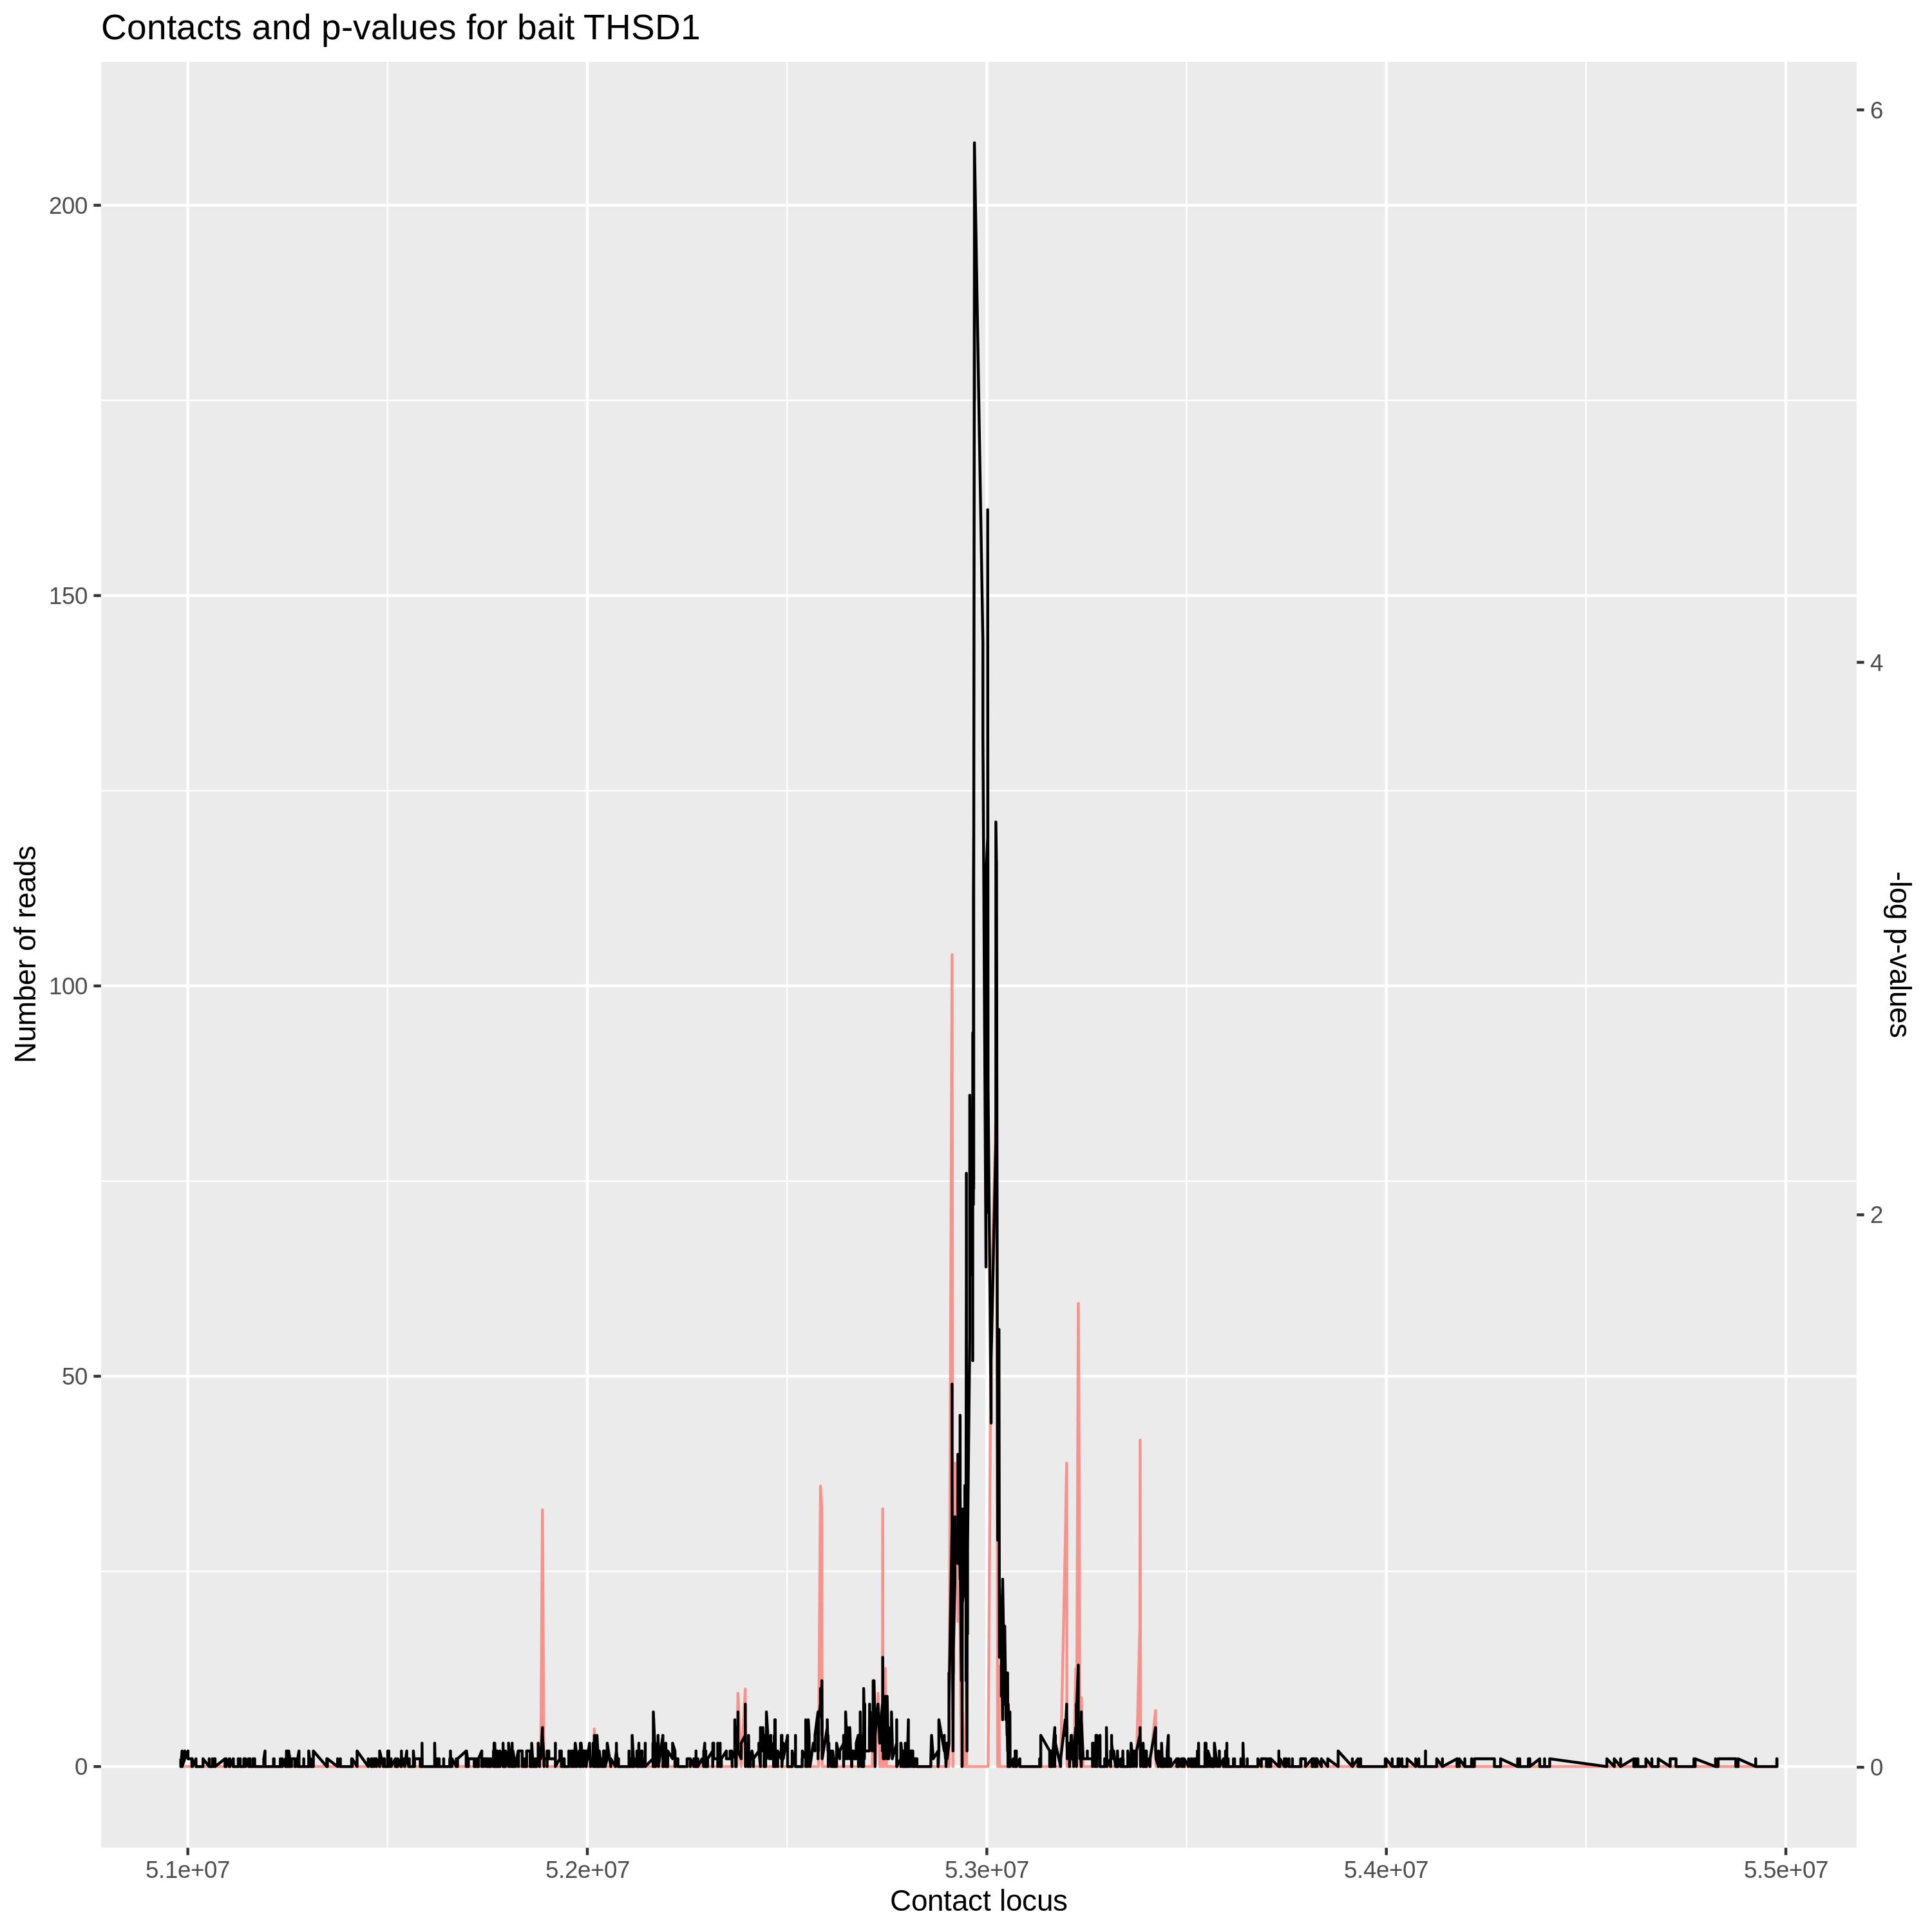 Contacts and p-values for bait THSD1
6
200
4
150
Number of reads
-log p-values
100
2
50
0
0
5.1e+07
5.2e+07
5.3e+07
5.4e+07
5.5e+07
Contact locus